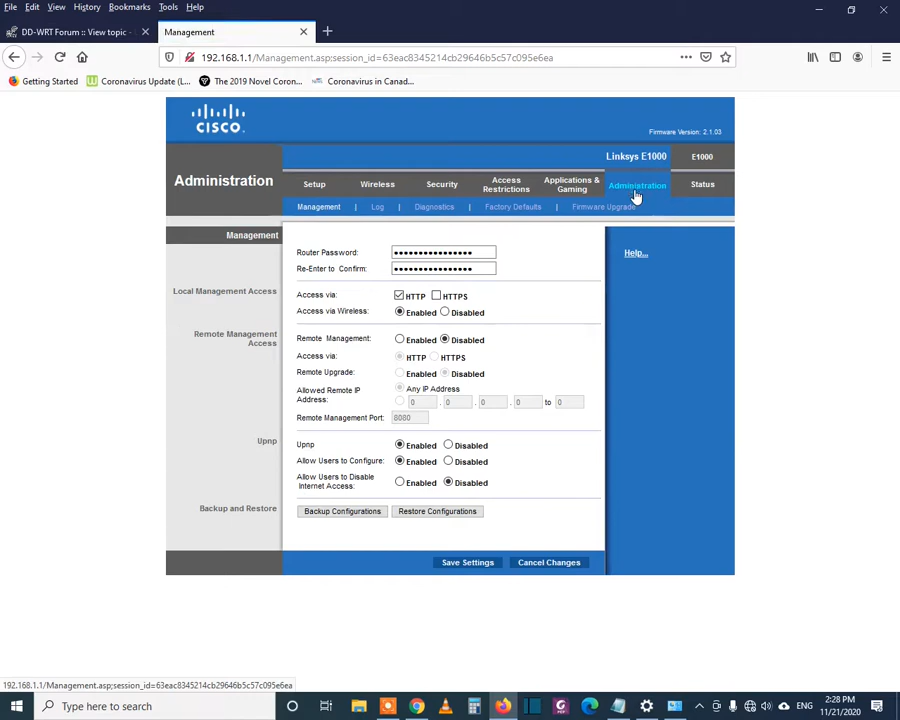 File Edit View History Bookmarks Tools Help
DD-WRT Forum :: View topic -
Management
192.168.1.1/Management.asp;session_id=63eac8345214cb5c57c095e6ea
Getting Started Coronavirus Update (L... The 2019 Novel Coron... Coronavirus in Canad...
CISCO.
Firmware Version: 2.1.03
Linksys E1000 E1000
Administration
Setup Wireless Security Access Restrictions Applications & Gaming Administration Status
Management | Log | Diagnostics | Factory Defaults | Firmware Upgrade
Management
Router Password: ●●●●●●●●●●●●●●●●
Re-Enter to Confirm: ●●●●●●●●●●●●●●●●
Help...
Local Management Access
Access via: HTTP HTTPS
Access via Wireless: Enabled Disabled
Remote Management
Access
Remote Management: Enabled Disabled
Access via: HTTP HTTPS
Remote Upgrade: Enabled Disabled
Allowed Remote IP
Address:
Any IP Address
0 . 0 . 0 . 0 to 0
Remote Management Port: 8080
Upnp
Upnp Enabled Disabled
Allow Users to Configure: Enabled Disabled
Allow Users to Disable
Internet Access:
Enabled Disabled
Backup and Restore
Backup Configurations Restore Configurations
Save Settings Cancel Changes
192.168.1.1/Management.asp;session_id=63eac8345214cb5c57c095e6ea
Type here to search
2:28 PM
ENG
11/21/2020